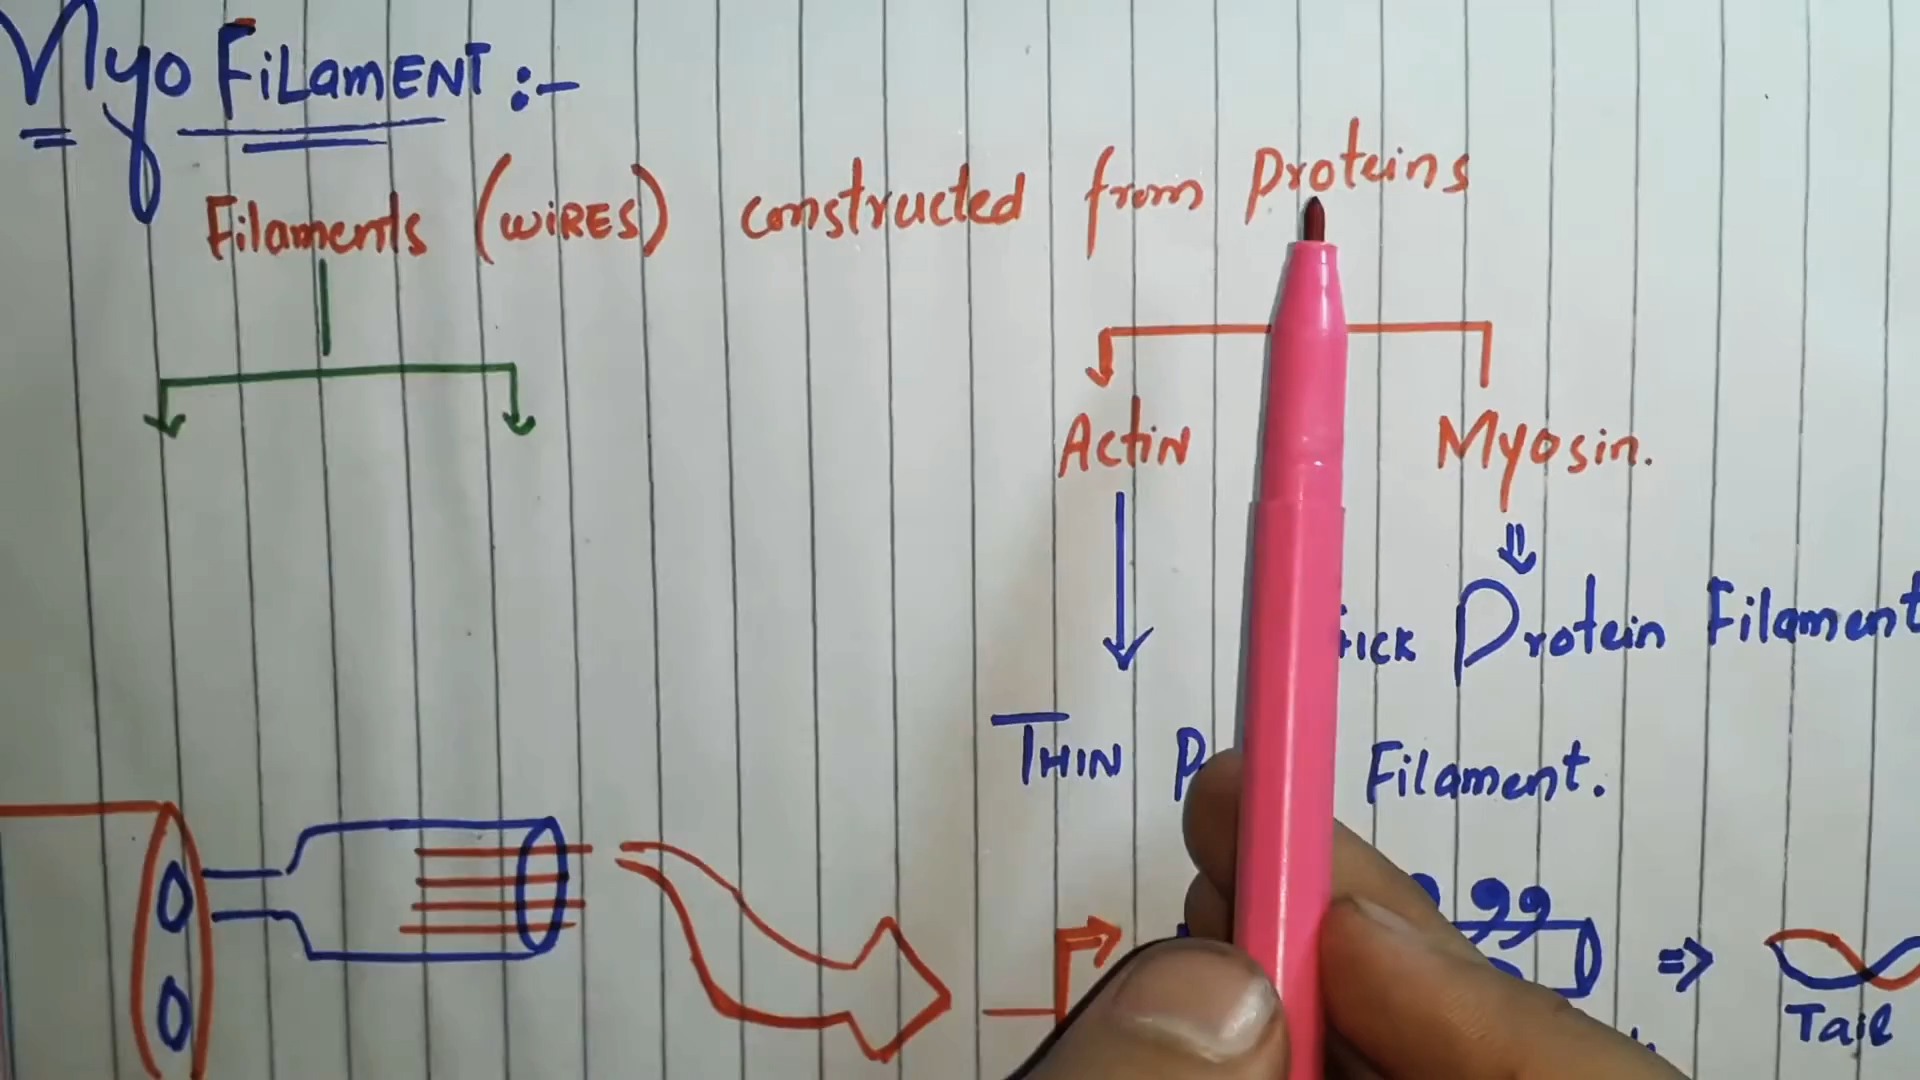 Myo FiLamENT :-
Filaments (wiRES) constructed from proteins
Actin Myosin.
Protein Filament
THIN Filament.
=>
Tail